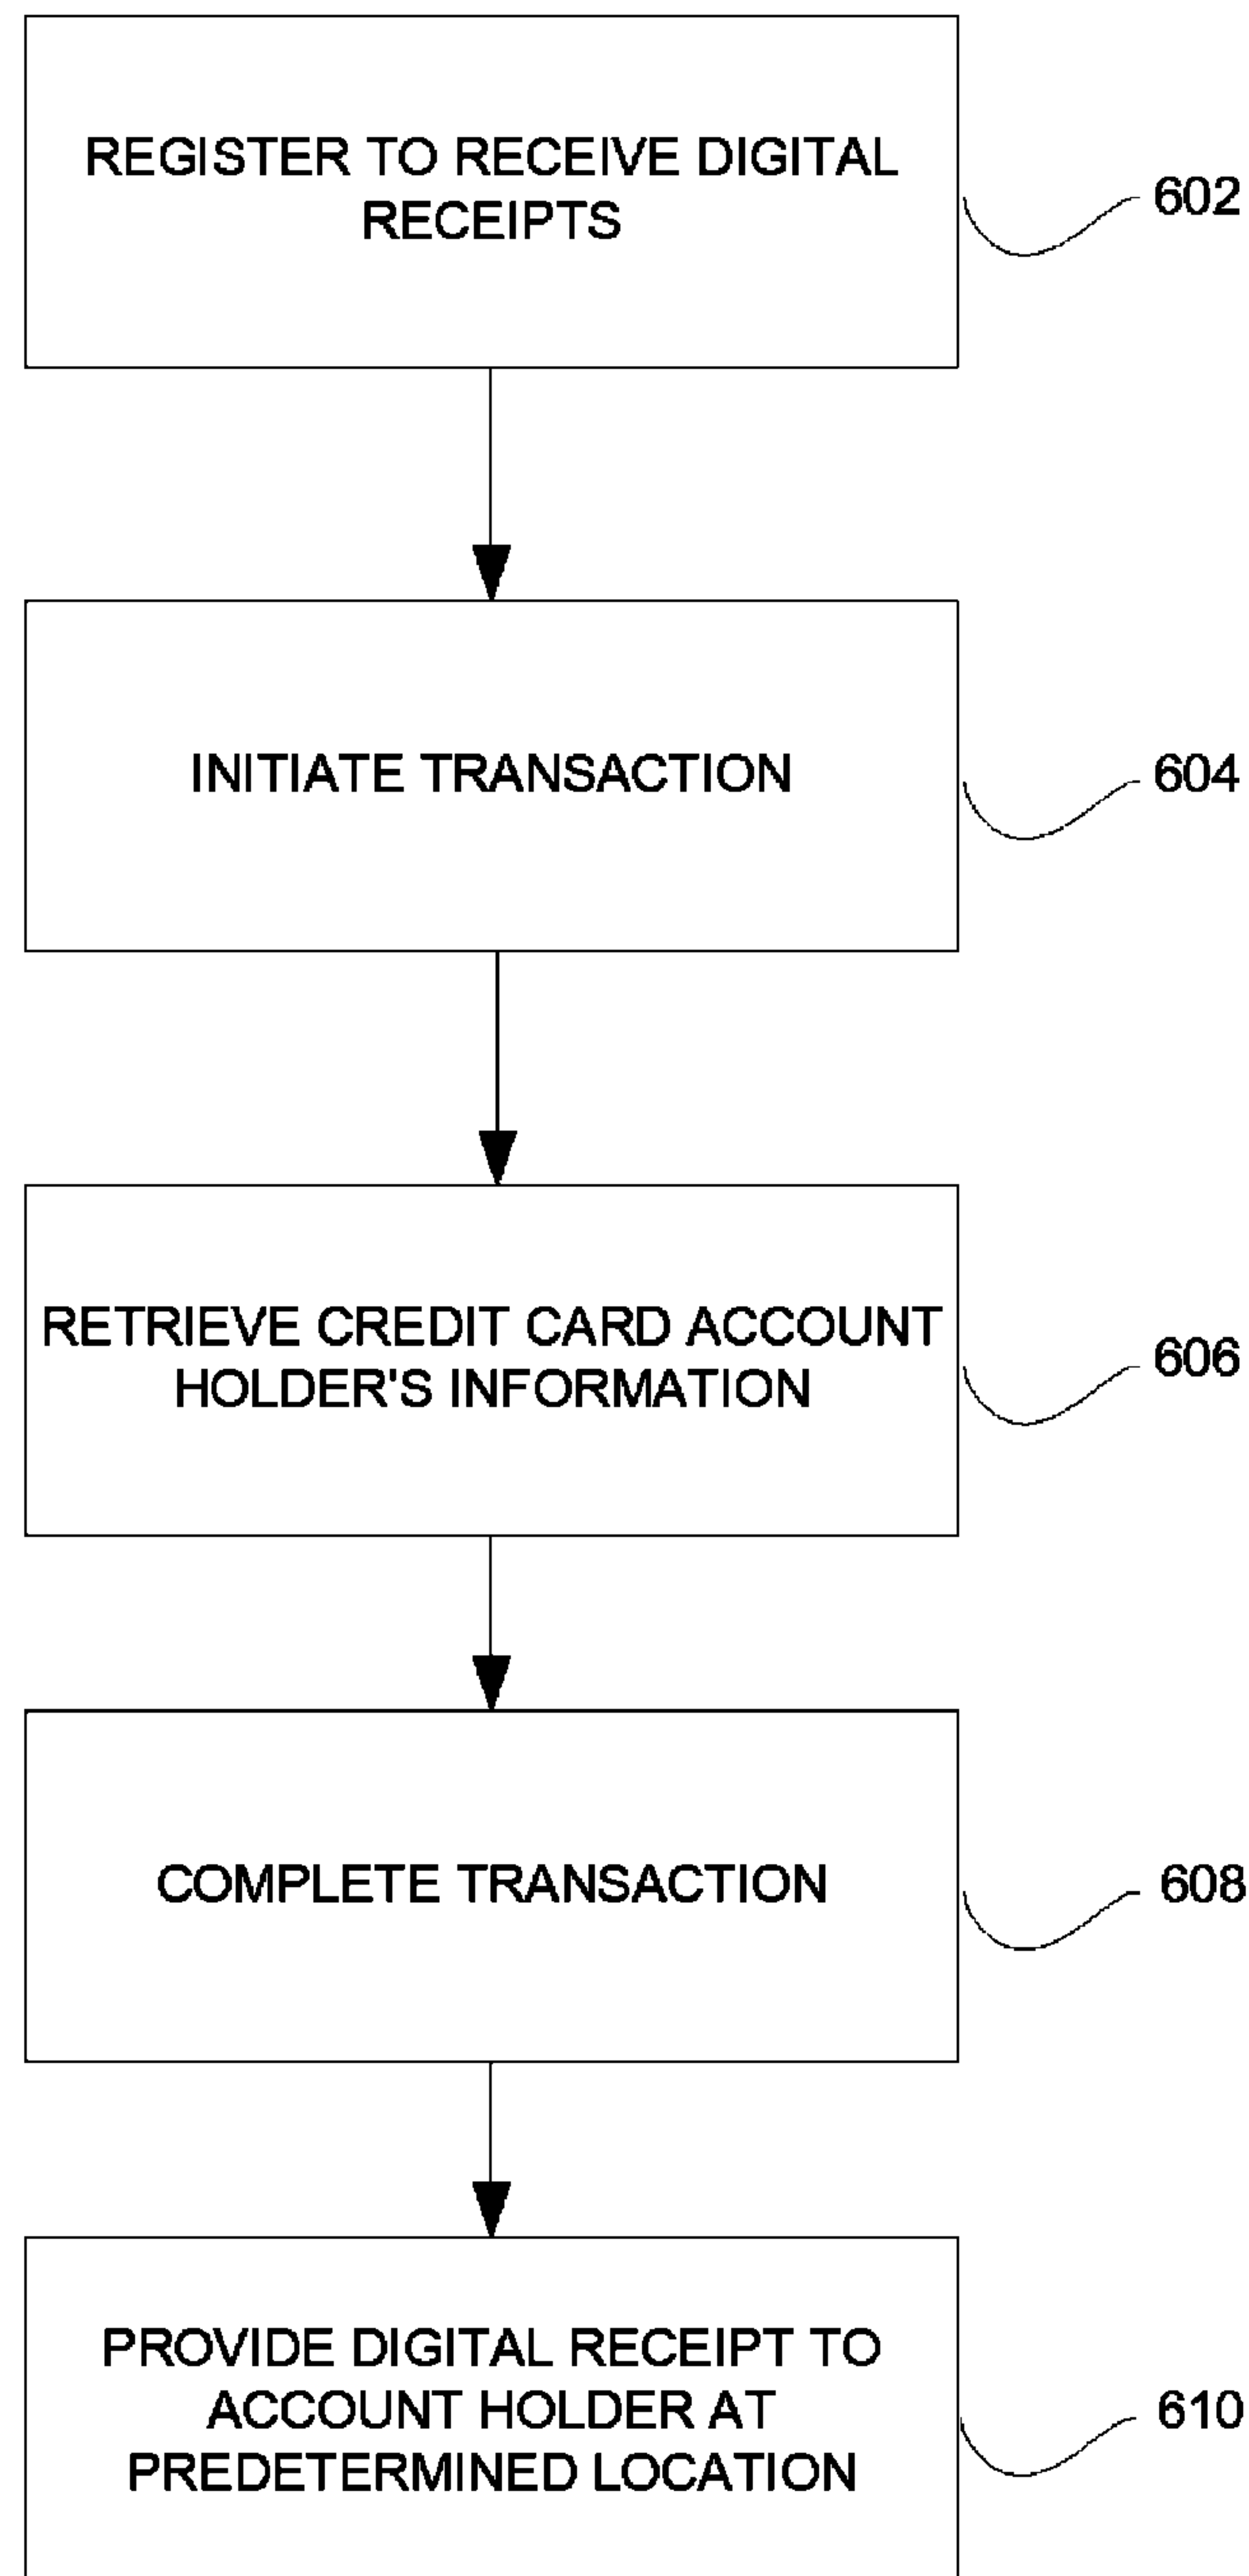 REGISTER TO RECEIVE DIGITAL
RECEIPTS
602
INITIATE TRANSACTION
604
RETRIEVE CREDIT CARD ACCOUNT
HOLDER'S INFORMATION
606
COMPLETE TRANSACTION
608
PROVIDE DIGITAL RECEIPT TO
ACCOUNT HOLDER AT
PREDETERMINED LOCATION
610